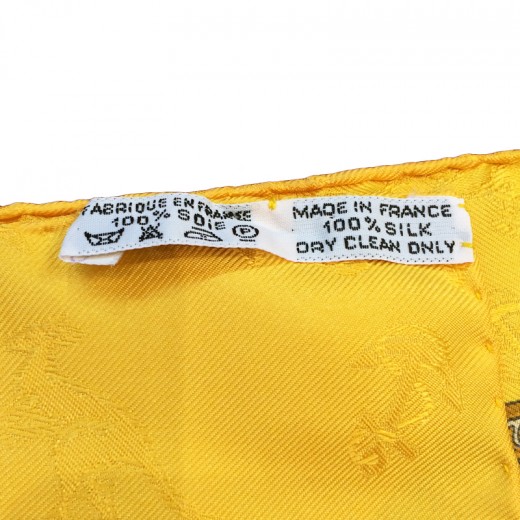 FABRIQUE EN FRANCE
100% SOIE
MADE IN FRANCE
100% SILK
DRY CLEAN ONLY